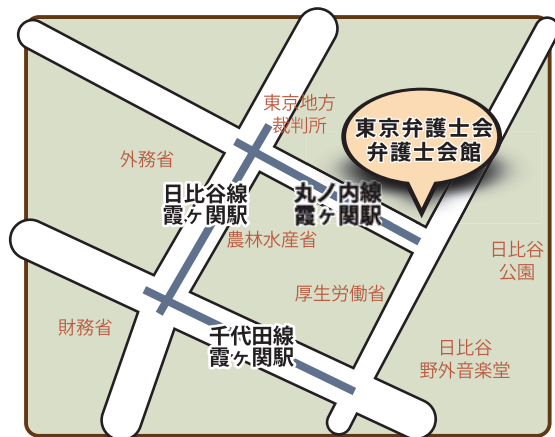 東京地方
裁判所
東京弁護士会
弁護士会館
外務省
日比谷線
霞ヶ関駅
丸ノ内線
霞ヶ関駅
農林水産省
日比谷
公園
厚生労働省
財務省
千代田線
霞ヶ関駅
日比谷
野外音楽堂